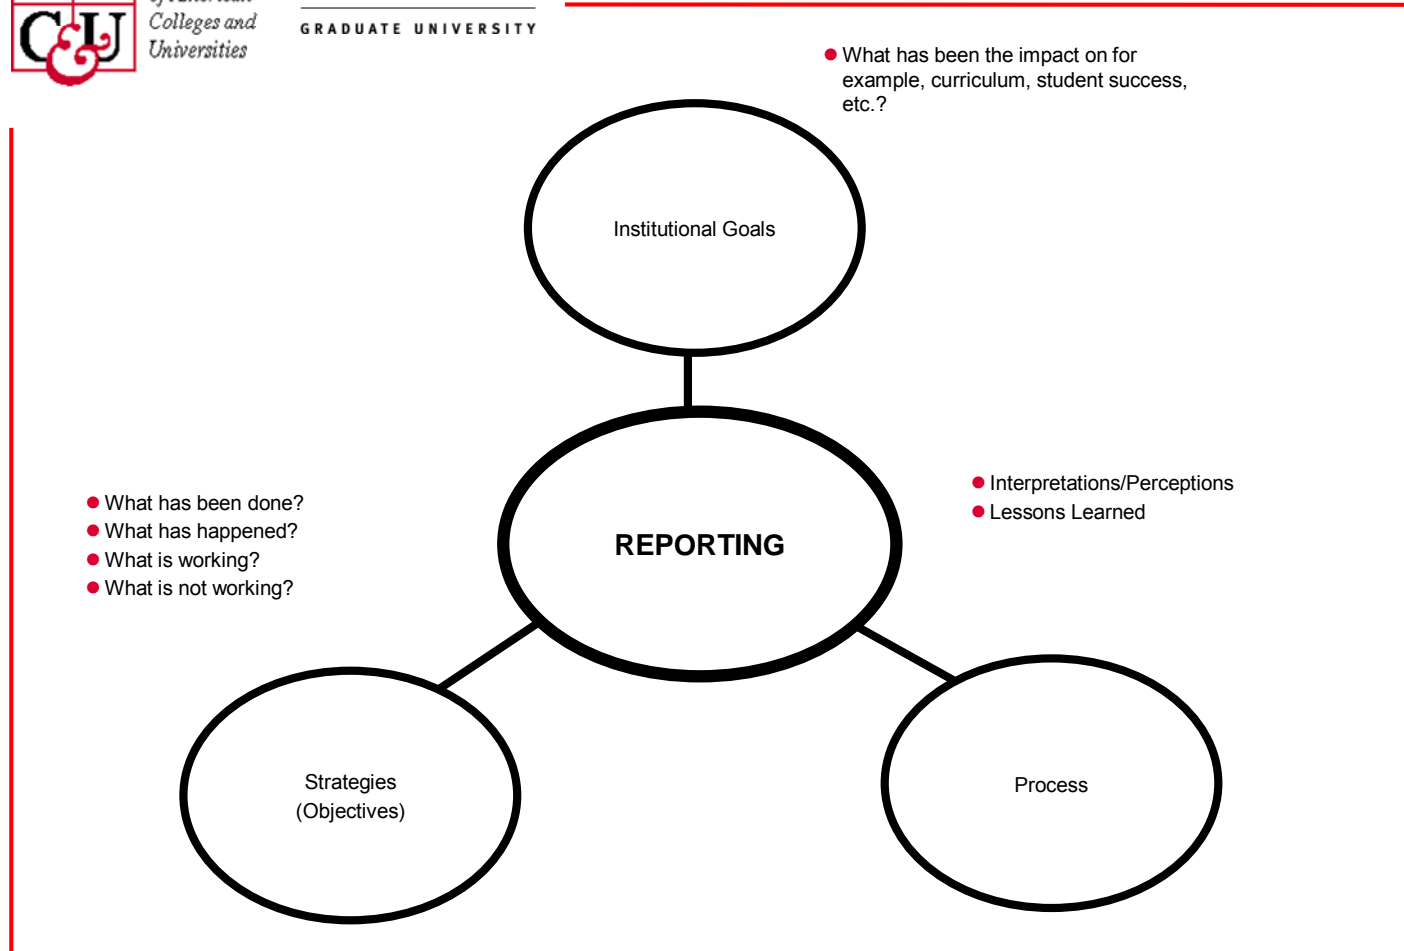 C&U
Colleges and
Universities
GRADUATE UNIVERSITY
● What has been the impact on for
example, curriculum, student success,
etc.?
Institutional Goals
● Interpretations/Perceptions
● Lessons Learned
● What has been done?
● What has happened?
● What is working?
● What is not working?
REPORTING
Strategies
(Objectives)
Process